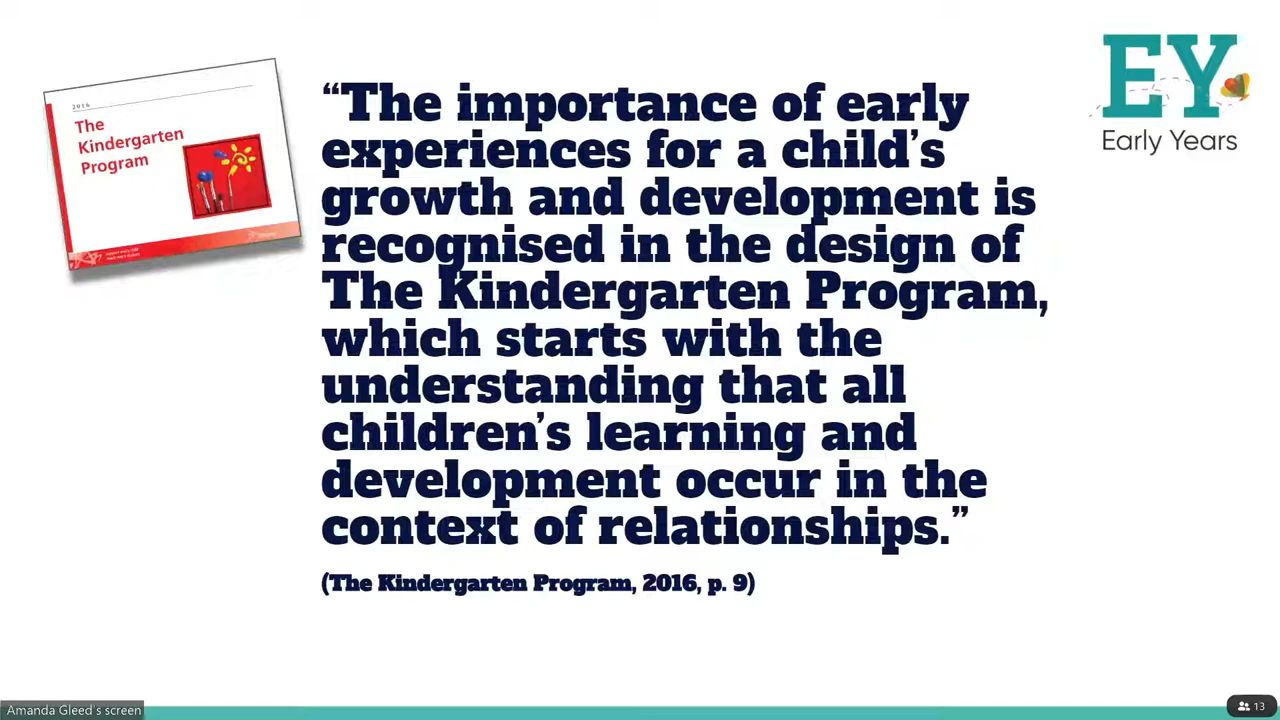 2016
The
Kindergarten
Program
EY
Early Years
“The importance of early
experiences for a child’s
growth and development is
recognised in the design of
The Kindergarten Program,
which starts with the
understanding that all
children’s learning and
development occur in the
context of relationships.”
(The Kindergarten Program, 2016, p. 9)
Amanda Gleed's screen
13